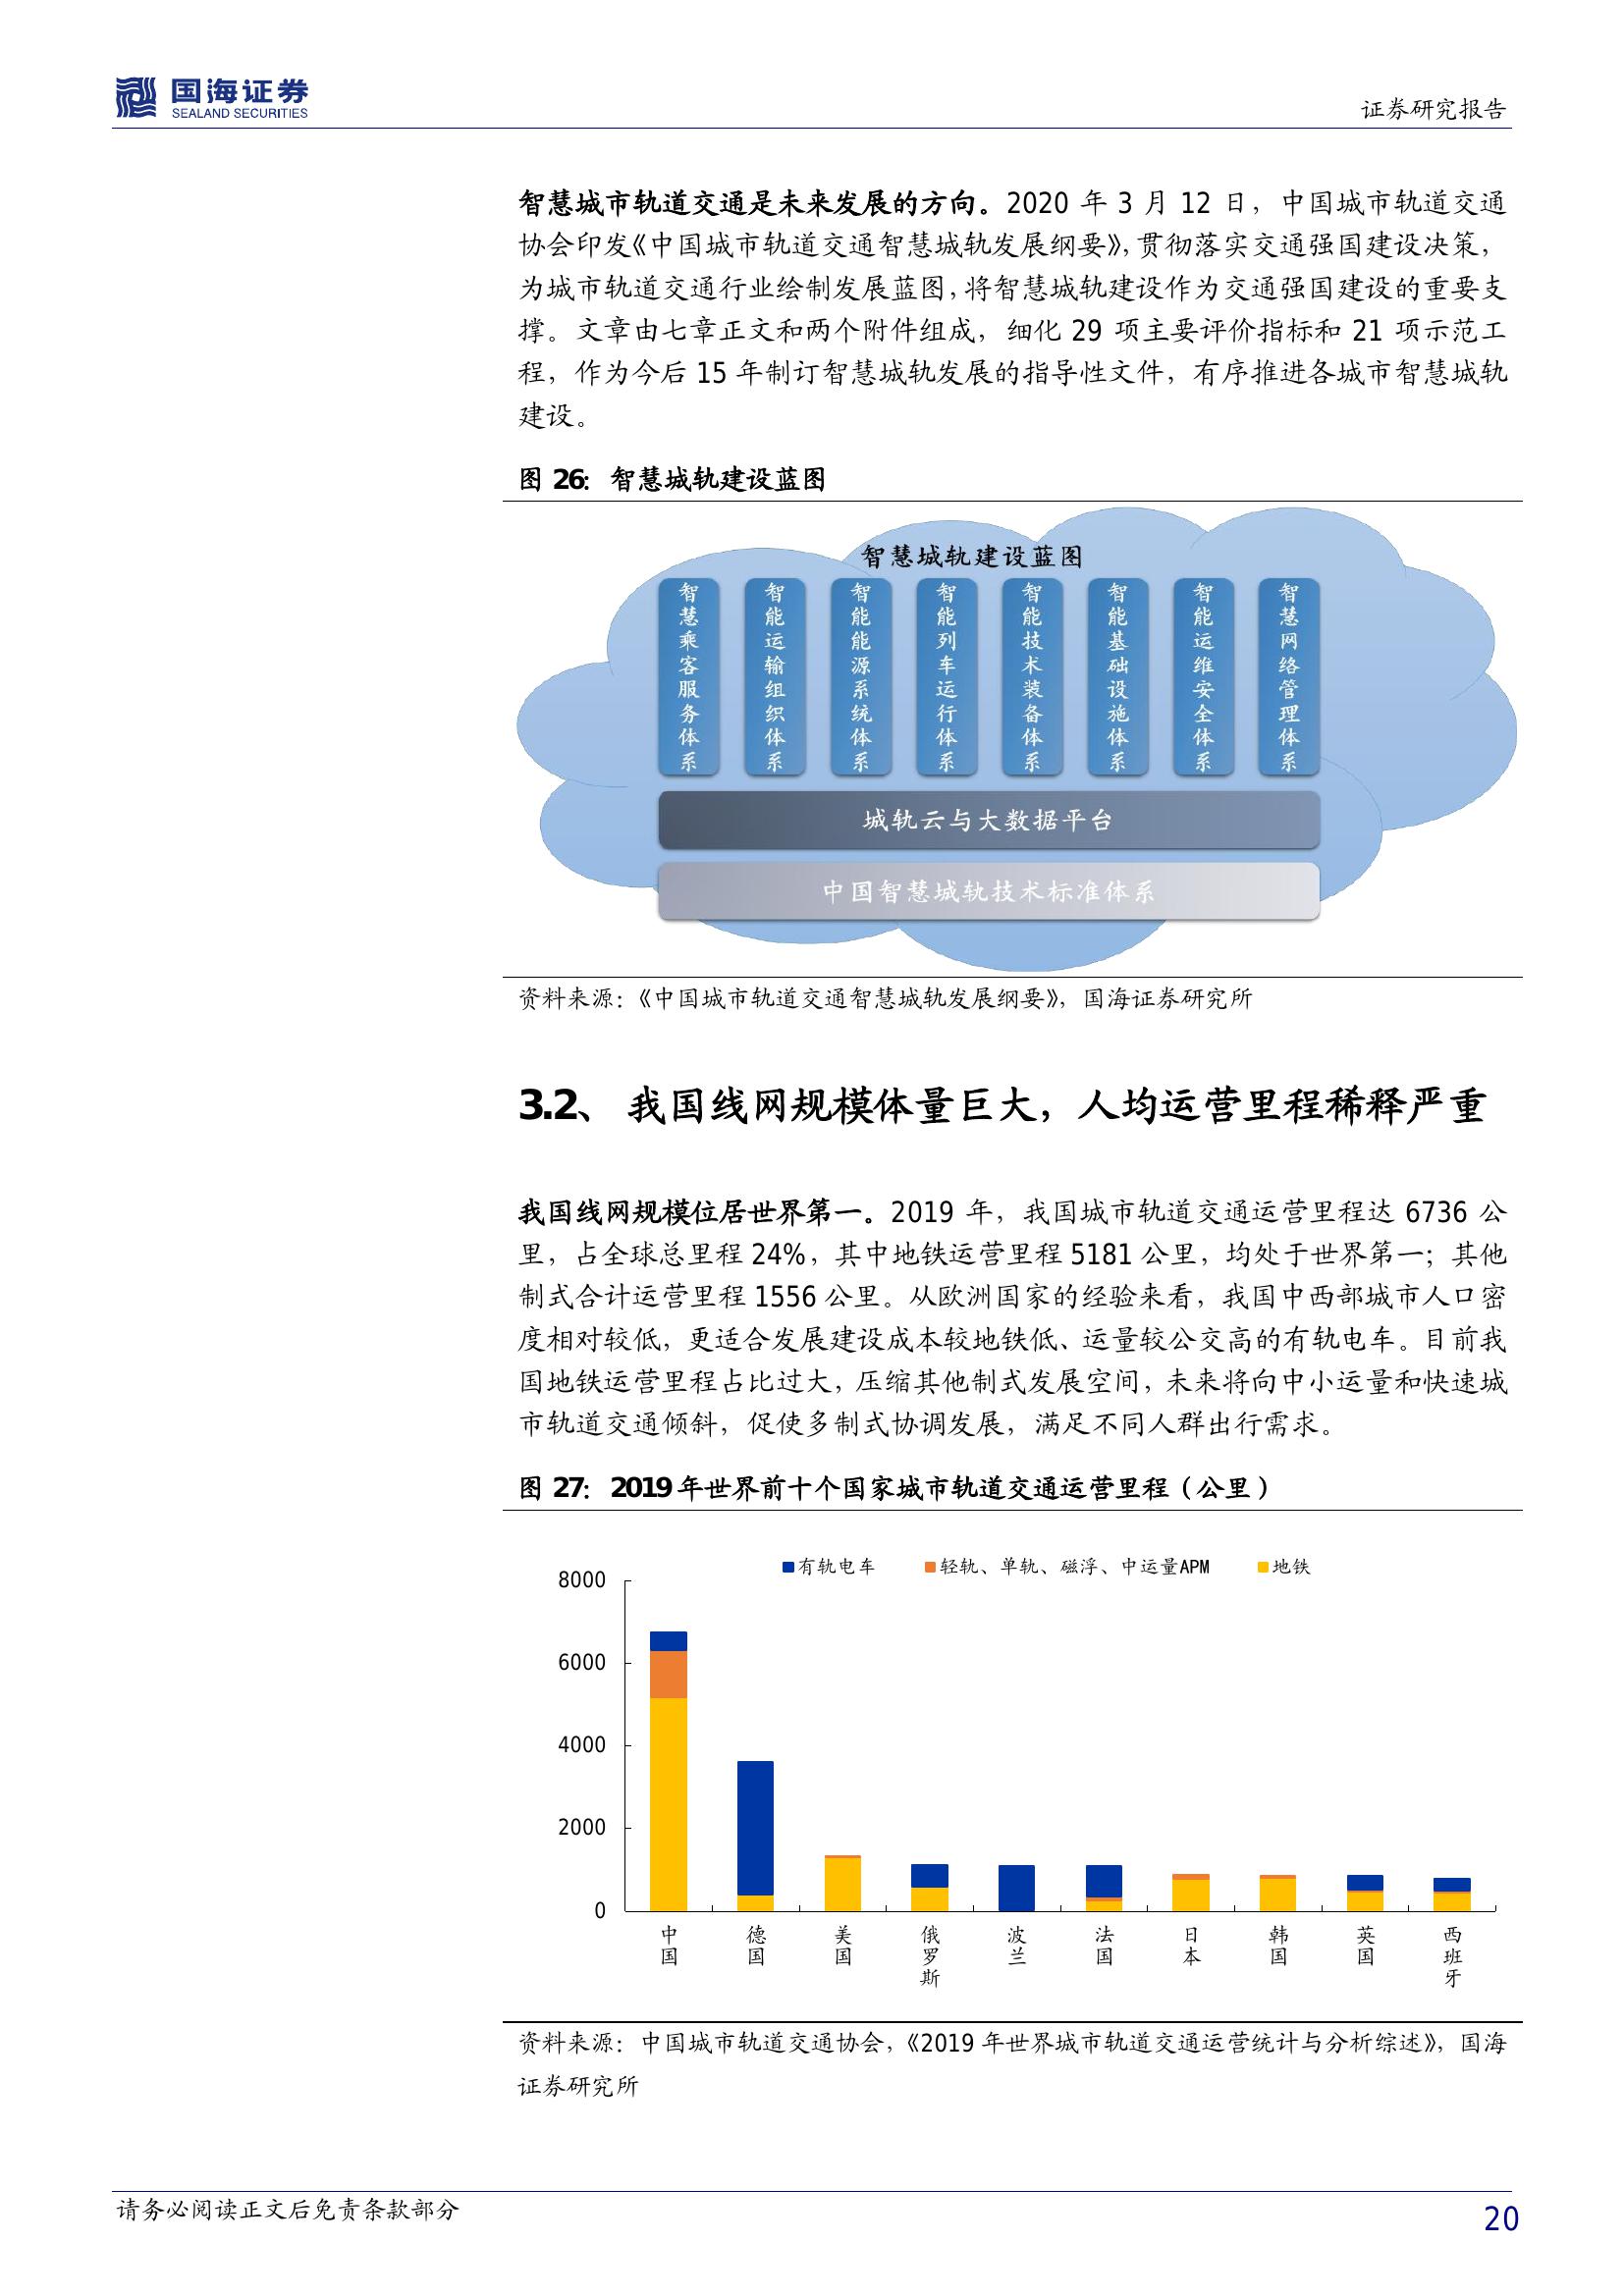 国海证券
SEALAND SECURITIES
证券研究报告
智慧城市轨道交通是未来发展的方向。2020 年 3 月 12 日，中国城市轨道交通
协会印发《中国城市轨道交通智慧城轨发展纲要》，贯彻落实交通强国建设决策，
为城市轨道交通行业绘制发展蓝图，将智慧城轨建设作为交通强国建设的重要支
撑。文章由七章正文和两个附件组成，细化 29 项主要评价指标和 21 项示范工
程，作为今后 15 年制订智慧城轨发展的指导性文件，有序推进各城市智慧城轨
建设。
图 26：智慧城轨建设蓝图
智慧城轨建设蓝图
智慧乘客服务体系
智能运输组织体系
智能能源系统体系
智能列车运行体系
智能技术装备体系
智能基础设施体系
智能运维安全体系
智慧网络管理体系
城轨云与大数据平台
中国智慧城轨技术标准体系
资料来源：《中国城市轨道交通智慧城轨发展纲要》，国海证券研究所
3.2、 我国线网规模体量巨大，人均运营里程稀释严重
我国线网规模位居世界第一。2019 年，我国城市轨道交通运营里程达 6736 公
里，占全球总里程 24%，其中地铁运营里程 5181 公里，均处于世界第一；其他
制式合计运营里程 1556 公里。从欧洲国家的经验来看，我国中西部城市人口密
度相对较低，更适合发展建设成本较地铁低、运量较公交高的有轨电车。目前我
国地铁运营里程占比过大，压缩其他制式发展空间，未来将向中小运量和快速城
市轨道交通倾斜，促使多制式协调发展，满足不同人群出行需求。
图 27：2019 年世界前十个国家城市轨道交通运营里程（公里）
有轨电车 轻轨、单轨、磁浮、中运量APM 地铁
8000
6000
4000
2000
0
中国 德国 美国 俄罗斯 波兰 法国 日本 韩国 英国 西班牙
资料来源：中国城市轨道交通协会，《2019 年世界城市轨道交通运营统计与分析综述》，国海
证券研究所
请务必阅读正文后免责条款部分
20